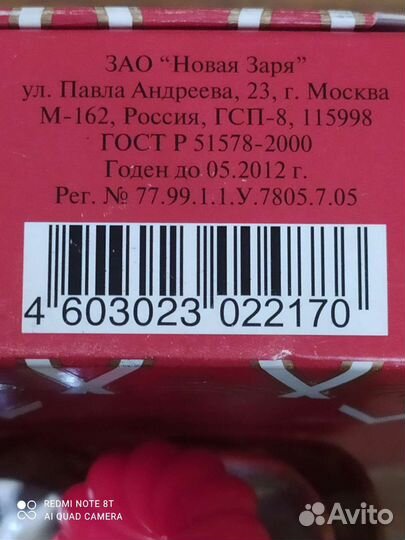 ЗАО “Новая Заря”
ул. Павла Андреева, 23, г. Москва
М-162, Россия, ГСП-8, 115998
ГОСТ Р 51578-2000
Годен до 05.2012 г.
Рег. № 77.99.1.1.У.7805.7.05
4 603023 022170
REDMI NOTE 8T
AI QUAD CAMERA
Avito